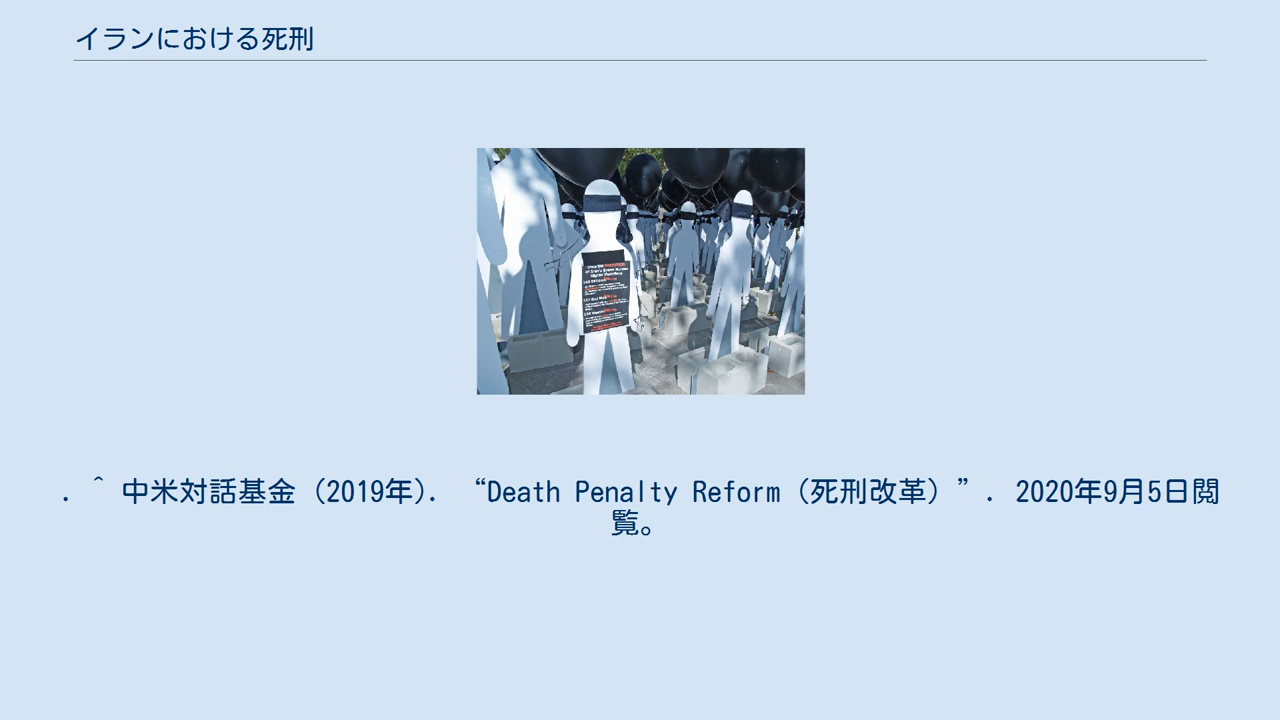 イランにおける死刑
. ^ 中米対話基金（2019年）. “Death Penalty Reform（死刑改革）”. 2020年9月5日閲
覧。